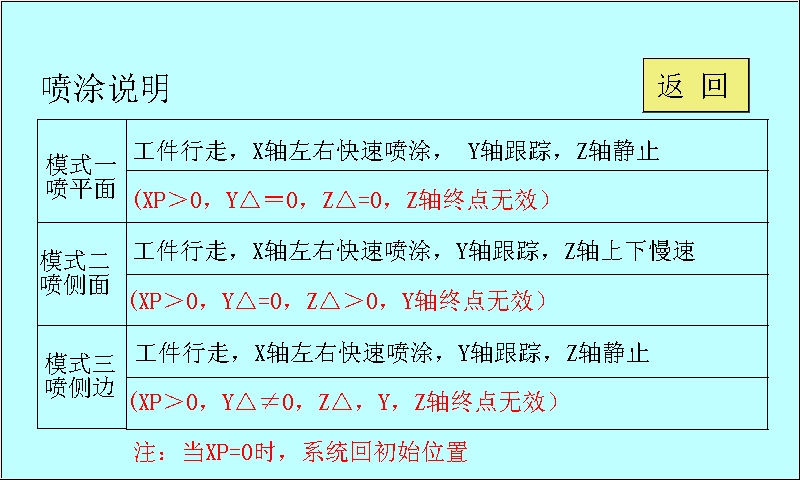 喷涂说明
返 回
模式一
喷平面
工件行走，X轴左右快速喷涂， Y轴跟踪，Z轴静止
(XP＞0，Y△＝0，Z△=0，Z轴终点无效）
模式二
喷侧面
工件行走，X轴左右快速喷涂，Y轴跟踪，Z轴上下慢速
(XP＞0，Y△=0，Z△＞0，Y轴终点无效）
模式三
喷侧边
工件行走，X轴左右快速喷涂，Y轴跟踪，Z轴静止
(XP＞0，Y△≠0，Z△，Y，Z轴终点无效）
注：当XP=0时，系统回初始位置